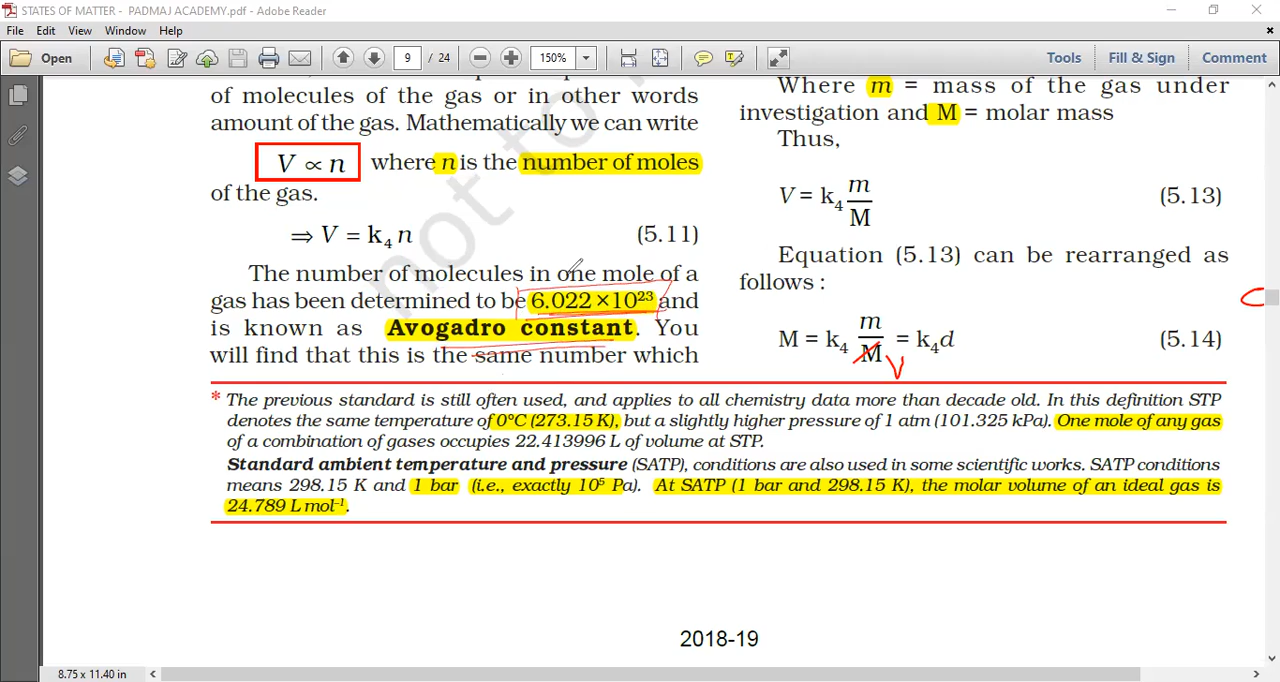 STATES OF MATTER - PADMAJ ACADEMY.pdf - Adobe Reader
File Edit View Window Help
Open 9 / 24 150% Tools Fill & Sign Comment
of molecules of the gas or in other words
amount of the gas. Mathematically we can write
V ∝ n where n is the number of moles
of the gas.
⇒ V = k4 n (5.11)
The number of molecules in one mole of a
gas has been determined to be 6.022 ×10²³ and
is known as Avogadro constant. You
will find that this is the same number which
Where m = mass of the gas under
investigation and M = molar mass
Thus,
V = k4 m/M (5.13)
Equation (5.13) can be rearranged as
follows :
M = k4 m/M = k4d (5.14)
V
* The previous standard is still often used, and applies to all chemistry data more than decade old. In this definition STP
denotes the same temperature of 0°C (273.15 K), but a slightly higher pressure of 1 atm (101.325 kPa). One mole of any gas
of a combination of gases occupies 22.413996 L of volume at STP.
Standard ambient temperature and pressure (SATP), conditions are also used in some scientific works. SATP conditions
means 298.15 K and 1 bar (i.e., exactly 10⁵ Pa). At SATP (1 bar and 298.15 K), the molar volume of an ideal gas is
24.789 L mol⁻¹.
not to
2018-19
8.75 x 11.40 in